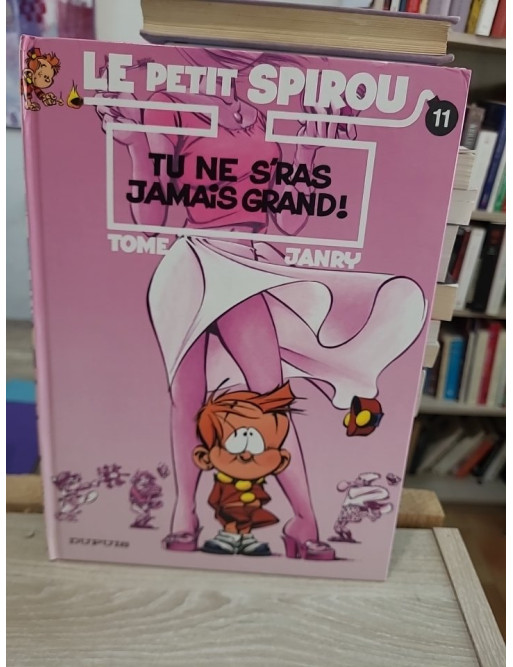 LE PETIT SPIROU
11
TU NE S'RAS
JAMAIS GRAND!
TOME JANRY
DUPUIS